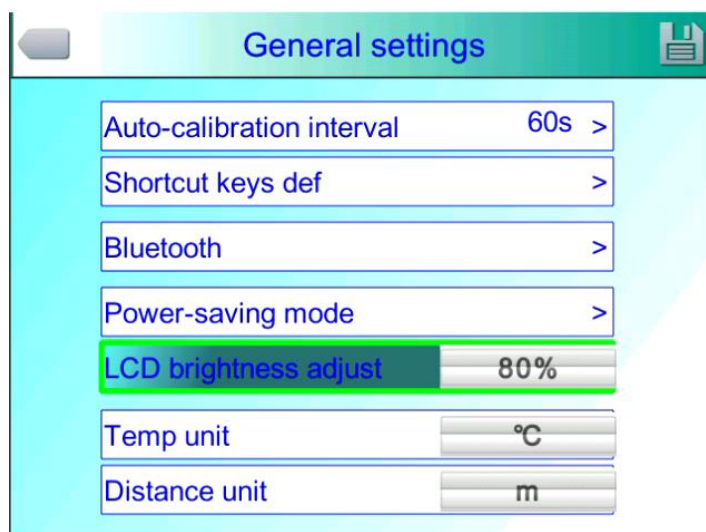 General settings
Auto-calibration interval 60s >
Shortcut keys def >
Bluetooth >
Power-saving mode >
LCD brightness adjust 80%
Temp unit ℃
Distance unit m